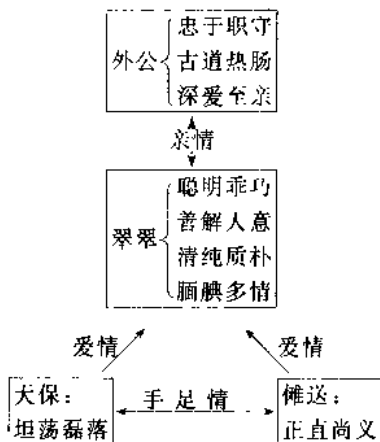 忠于职守
外公 古道热肠
深爱至亲
亲情
聪明乖巧
善解人意
翠翠
清纯质朴
腼腆多情
爱情 爱情
天保：
手足情
傩送；
坦荡磊落
正直尚义